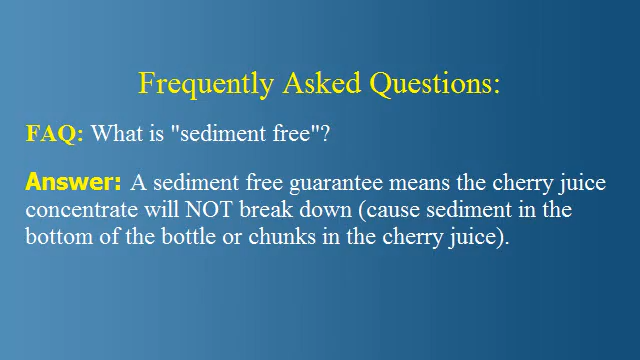 Frequently Asked Questions:
FAQ: What is "sediment free"?
Answer: A sediment free guarantee means the cherry juice
concentrate will NOT break down (cause sediment in the
bottom of the bottle or chunks in the cherry juice).